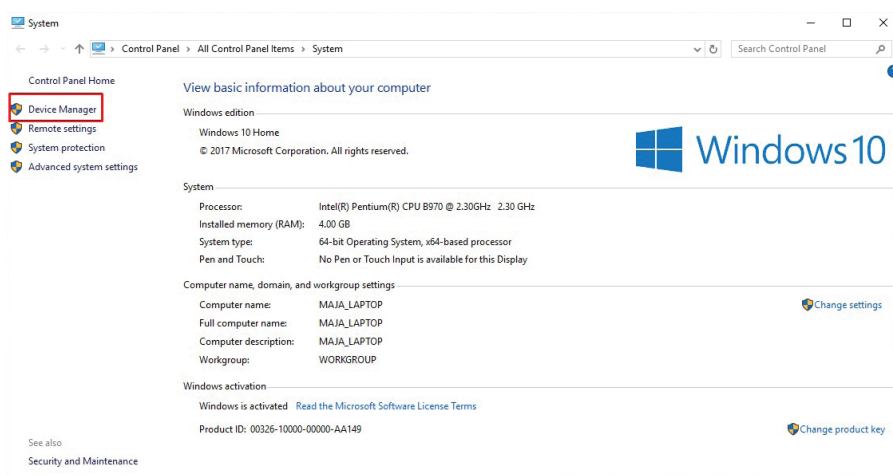 System
Control Panel > All Control Panel Items > System
Search Control Panel
Control Panel Home
Device Manager
Remote settings
System protection
Advanced system settings
View basic information about your computer
Windows edition
Windows 10 Home
© 2017 Microsoft Corporation. All rights reserved.
Windows 10
System
Processor: Intel(R) Pentium(R) CPU B970 @ 2.30GHz 2.30 GHz
Installed memory (RAM): 4.00 GB
System type: 64-bit Operating System, x64-based processor
Pen and Touch: No Pen or Touch Input is available for this Display
Computer name, domain, and workgroup settings
Computer name: MAJA_LAPTOP
Change settings
Full computer name: MAJA_LAPTOP
Computer description: MAJA_LAPTOP
Workgroup: WORKGROUP
Windows activation
Windows is activated Read the Microsoft Software License Terms
Product ID: 00326-10000-00000-AA149
Change product key
See also
Security and Maintenance